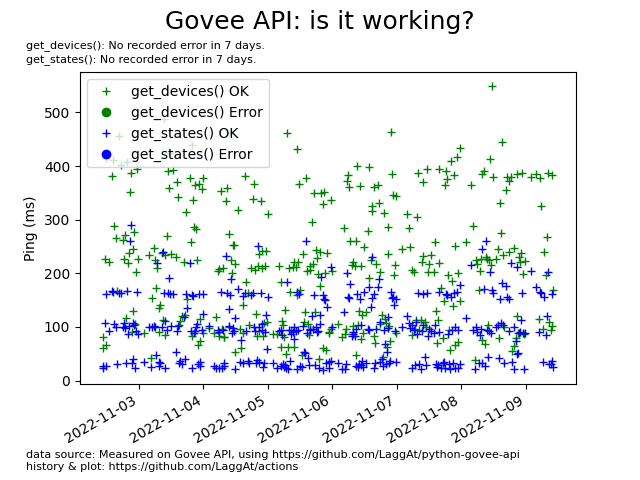 Govee API: is it working?
get_devices(): No recorded error in 7 days.
get_states(): No recorded error in 7 days.
get_devices() OK
get_devices() Error
get_states() OK
get_states() Error
Ping (ms)
500
400
300
200
100
0
2022-11-03
2022-11-04
2022-11-05
2022-11-06
2022-11-07
2022-11-08
2022-11-09
data source: Measured on Govee API, using https://github.com/LaggAt/python-govee-api
history & plot: https://github.com/LaggAt/actions